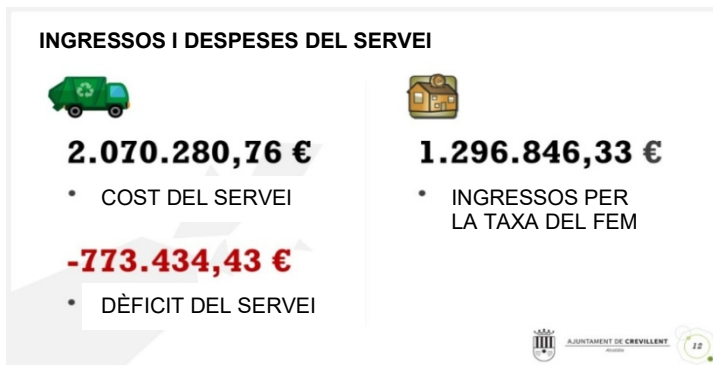 INGRESSOS I DESPESES DEL SERVEI
2.070.280,76 €
• COST DEL SERVEI
-773.434,43 €
• DÈFICIT DEL SERVEI
1.296.846,33 €
• INGRESSOS PER
LA TAXA DEL FEM
AJUNTAMENT DE CREVILLENT
12